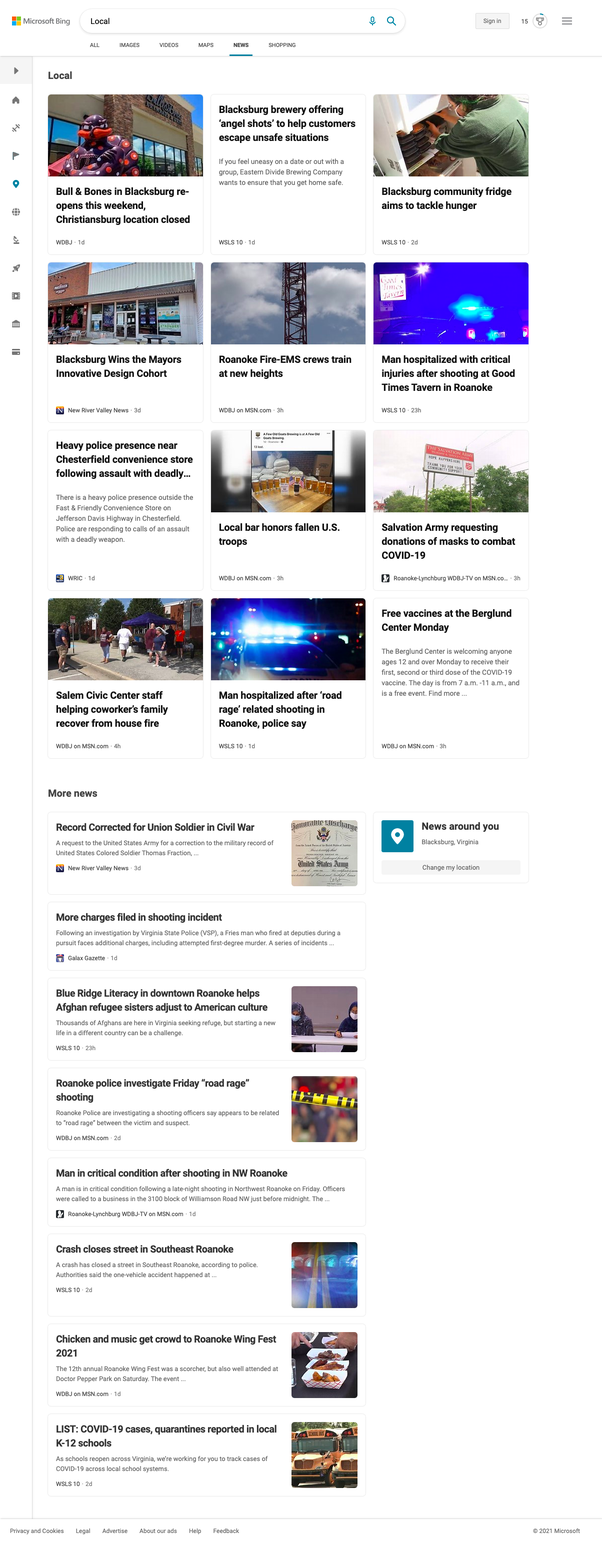 Microsoft Bing
Local
Sign in
15
ALL IMAGES VIDEOS MAPS NEWS SHOPPING
Local
Bull & Bones in Blacksburg re-
opens this weekend,
Christiansburg location closed
WDBJ · 1d
Blacksburg brewery offering
‘angel shots’ to help customers
escape unsafe situations
If you feel uneasy on a date or out with a
group, Eastern Divide Brewing Company
wants to ensure that you get home safe.
WSLS 10 · 1d
Blacksburg community fridge
aims to tackle hunger
WSLS 10 · 2d
Blacksburg Wins the Mayors
Innovative Design Cohort
New River Valley News · 3d
Roanoke Fire-EMS crews train
at new heights
WDBJ on MSN.com · 3h
Man hospitalized with critical
injuries after shooting at Good
Times Tavern in Roanoke
WSLS 10 · 23h
Heavy police presence near
Chesterfield convenience store
following assault with deadly…
There is a heavy police presence outside the
Fast & Friendly Convenience Store on
Jefferson Davis Highway in Chesterfield.
Police are responding to calls of an assault
with a deadly weapon.
WRIC · 1d
Local bar honors fallen U.S.
troops
WDBJ on MSN.com · 3h
Salvation Army requesting
donations of masks to combat
COVID-19
Roanoke-Lynchburg WDBJ-TV on MSN.co… · 3h
Salem Civic Center staff
helping coworker’s family
recover from house fire
WDBJ on MSN.com · 4h
Man hospitalized after ‘road
rage’ related shooting in
Roanoke, police say
WSLS 10 · 1d
Free vaccines at the Berglund
Center Monday
The Berglund Center is welcoming anyone
ages 12 and over Monday to receive their
first, second or third dose of the COVID-19
vaccine. The day is from 7 a.m. -11 a.m., and
is a free event. Find more ...
WDBJ on MSN.com · 3h
More news
Record Corrected for Union Soldier in Civil War
A request to the United States Army for a correction to the military record of
United States Colored Soldier Thomas Fraction, ...
New River Valley News · 3d
Honorable Discharge
United States Army
News around you
Blacksburg, Virginia
Change my location
More charges filed in shooting incident
Following an investigation by Virginia State Police (VSP), a Fries man who fired at deputies during a
pursuit faces additional charges, including attempted first-degree murder. A series of incidents ...
Galax Gazette · 1d
Blue Ridge Literacy in downtown Roanoke helps
Afghan refugee sisters adjust to American culture
Thousands of Afghans are here in Virginia seeking refuge, but starting a new
life in a different country can be a challenge.
WSLS 10 · 23h
Roanoke police investigate Friday “road rage”
shooting
Roanoke Police are investigating a shooting officers say appears to be related
to “road rage” between the victim and suspect.
WDBJ on MSN.com · 2d
Man in critical condition after shooting in NW Roanoke
A man is in critical condition following a late-night shooting in Northwest Roanoke on Friday. Officers
were called to a business in the 3100 block of Williamson Road NW just before midnight. The ...
Roanoke-Lynchburg WDBJ-TV on MSN.com · 1d
Crash closes street in Southeast Roanoke
A crash has closed a street in Southeast Roanoke, according to police.
Authorities said the one-vehicle accident happened at ...
WSLS 10 · 2d
Chicken and music get crowd to Roanoke Wing Fest
2021
The 12th annual Roanoke Wing Fest was a scorcher, but also well attended at
Doctor Pepper Park on Saturday. The event ...
WDBJ on MSN.com · 1d
LIST: COVID-19 cases, quarantines reported in local
K-12 schools
As schools reopen across Virginia, we’re working for you to track cases of
COVID-19 across local school systems.
WSLS 10 · 2d
Privacy and Cookies Legal Advertise About our ads Help Feedback © 2021 Microsoft